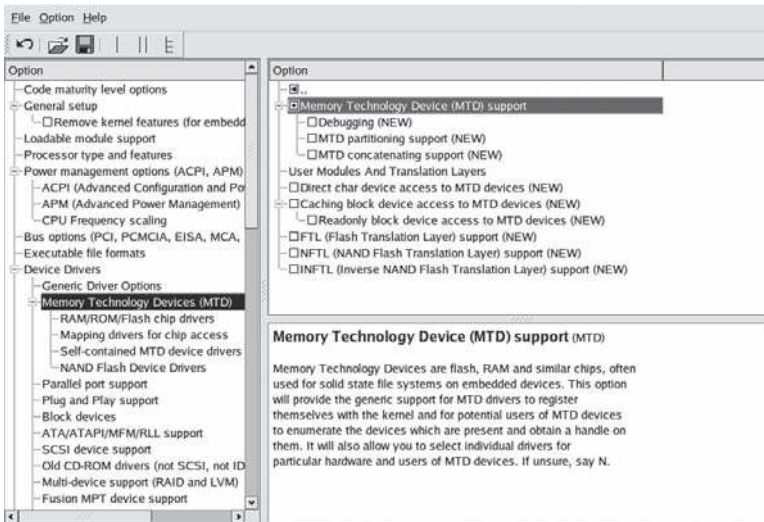 File Option Help
Option
Code maturity level options
General setup
Remove kernel features (for embedd
Loadable module support
Processor type and features
Power management options (ACPI, APM)
ACPI (Advanced Configuration and Po
APM (Advanced Power Management)
CPU Frequency scaling
Bus options (PCI, PCMCIA, EISA, MCA,
Executable file formats
Device Drivers
Generic Driver Options
Memory Technology Devices (MTD)
RAM/ROM/Flash chip drivers
Mapping drivers for chip access
Self-contained MTD device drivers
NAND Flash Device Drivers
Parallel port support
Plug and Play support
Block devices
ATA/ATAPI/MFM/RLL support
SCSI device support
Old CD-ROM drivers (not SCSI, not ID
Multi-device support (RAID and LVM)
Fusion MPT device support
Option
..
Memory Technology Device (MTD) support
Debugging (NEW)
MTD partitioning support (NEW)
MTD concatenating support (NEW)
User Modules And Translation Layers
Direct char device access to MTD devices (NEW)
Caching block device access to MTD devices (NEW)
Readonly block device access to MTD devices (NEW)
FTL (Flash Translation Layer) support (NEW)
NFTL (NAND Flash Translation Layer) support (NEW)
INFTL (Inverse NAND Flash Translation Layer) support (NEW)
Memory Technology Device (MTD) support (MTD)
Memory Technology Devices are flash, RAM and similar chips, often
used for solid state file systems on embedded devices. This option
will provide the generic support for MTD drivers to register
themselves with the kernel and for potential users of MTD devices
to enumerate the devices which are present and obtain a handle on
them. It will also allow you to select individual drivers for
particular hardware and users of MTD devices. If unsure, say N.